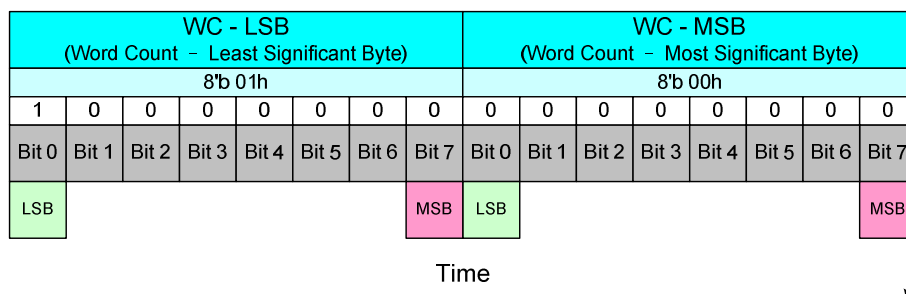 WC - LSB WC - MSB
(Word Count – Least Significant Byte) (Word Count – Most Significant Byte)
8'b 01h 8'b 00h
1 0 0 0 0 0 0 0 0 0 0 0 0 0 0 0
Bit 0 Bit 1 Bit 2 Bit 3 Bit 4 Bit 5 Bit 6 Bit 7 Bit 0 Bit 1 Bit 2 Bit 3 Bit 4 Bit 5 Bit 6 Bit 7
LSB MSB LSB MSB
Time